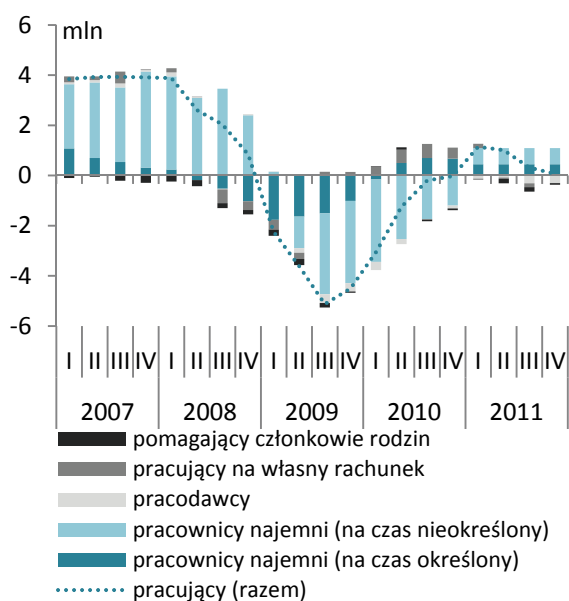 6
mln
4
2
0
-2
-4
-6
I II III IV I II III IV I II III IV I II III IV I II III IV
2007 2008 2009 2010 2011
pomagający członkowie rodzin
pracujący na własny rachunek
pracodawcy
pracownicy najemni (na czas nieokreślony)
pracownicy najemni (na czas określony)
pracujący (razem)